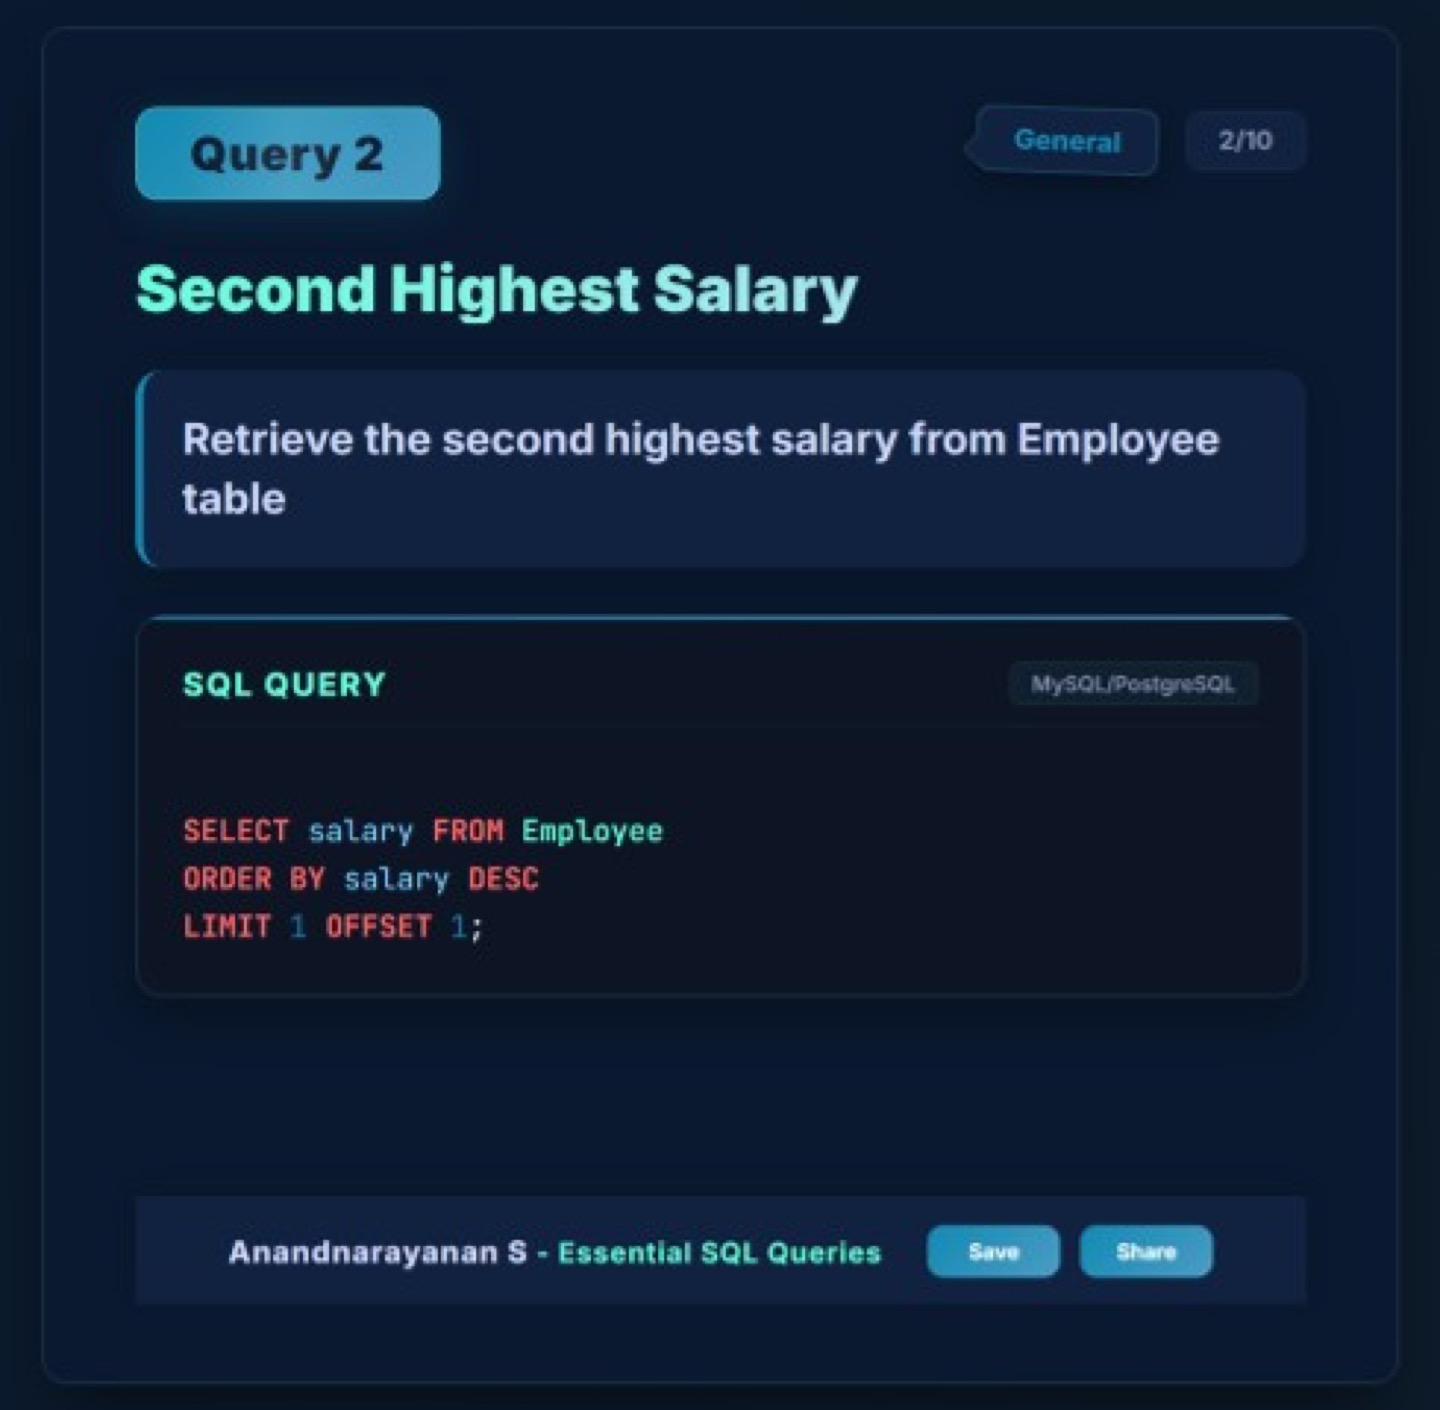 Query 2
General
2/10
Second Highest Salary
Retrieve the second highest salary from Employee
table
SQL QUERY
MySQL/PostgreSQL
SELECT salary FROM Employee
ORDER BY salary DESC
LIMIT 1 OFFSET 1;
Anandnarayanan S - Essential SQL Queries
Save
Share